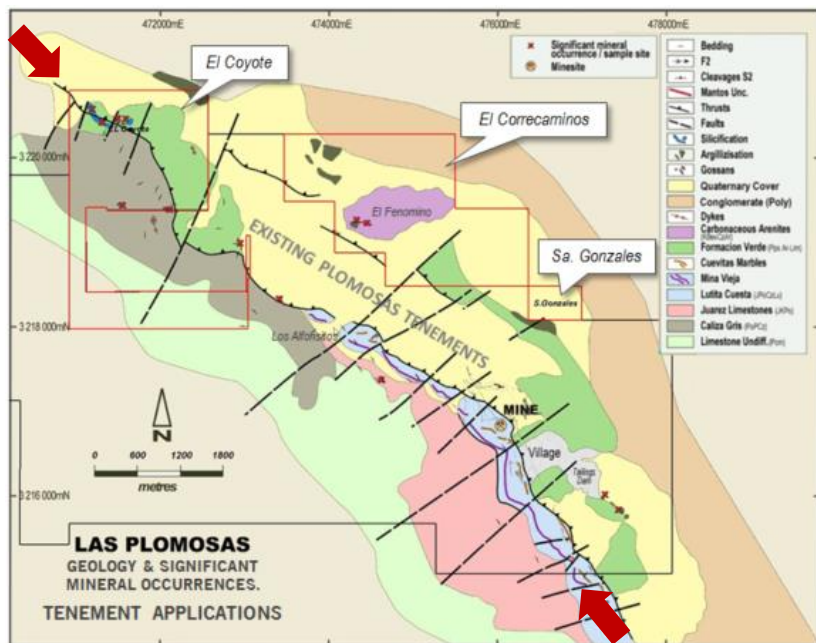 472000mE
474000mE
476000mE
478000mE
El Coyote
El Correcaminos
Sa. Gonzales
Significant mineral
occurrence / sample site
Minesite
Bedding
F2
Cleavages S2
Mantos Unc.
Thrusts
Faults
Silicification
Argillizisation
Gossans
Quaternary Cover
Conglomerate (Poly)
Dykes
Carbonaceous Arenites
Formacion Verde
Cuevitas Marbles
Mina Vieja
Lutita Cuesta
Juarez Limestones
Caliza Gris
Limestone Undiff.
3 220 000mN
El Fenomino
EXISTING PLOMOSAS TENEMENTS
S.Gonzales
3 218 000mN
MINE
Village
Tailings
Dam
N
0 600 1200 1800
metres
3 216 000mN
LAS PLOMOSAS
GEOLOGY & SIGNIFICANT
MINERAL OCCURRENCES.
TENEMENT APPLICATIONS